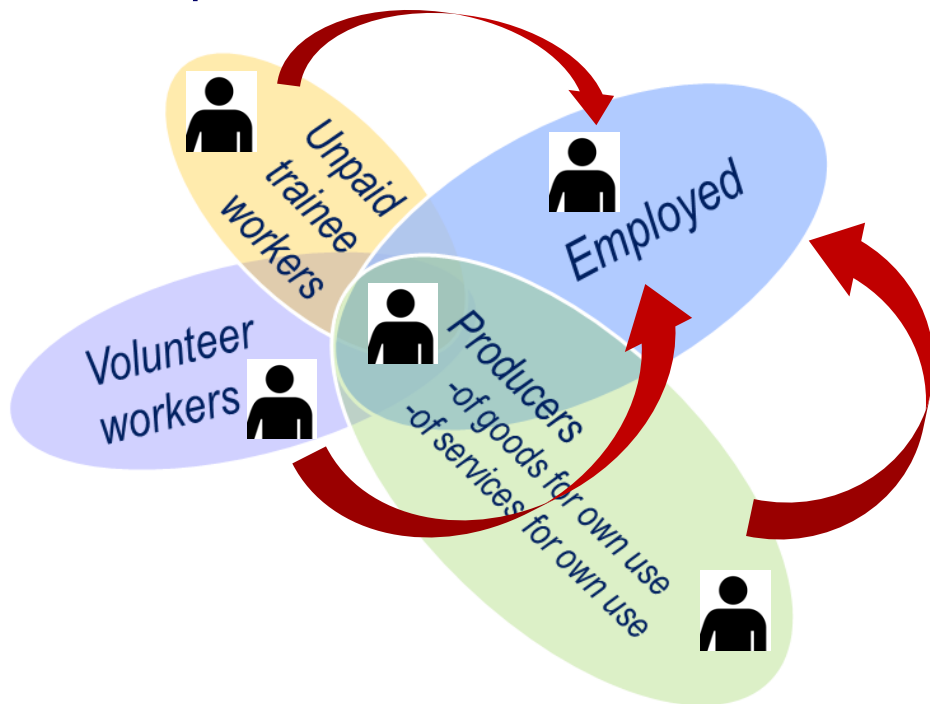 Unpaid
trainee
workers
Employed
Volunteer
workers
Producers
-of goods for own use
-of services for own use